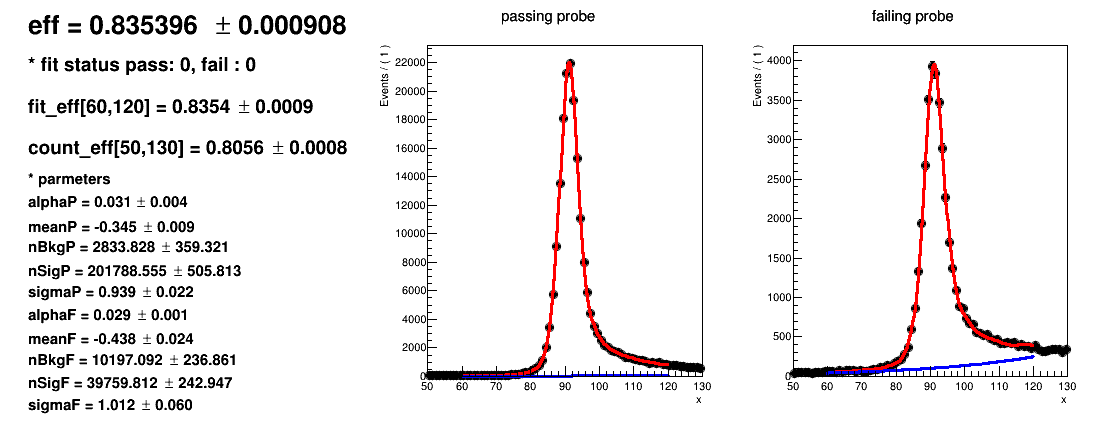 eff = 0.835396 ± 0.000908
* fit status pass: 0, fail : 0
fit_eff[60,120] = 0.8354 ± 0.0009
count_eff[50,130] = 0.8056 ± 0.0008
* parmeters
alphaP = 0.031 ± 0.004
meanP = -0.345 ± 0.009
nBkgP = 2833.828 ± 359.321
nSigP = 201788.555 ± 505.813
sigmaP = 0.939 ± 0.022
alphaF = 0.029 ± 0.001
meanF = -0.438 ± 0.024
nBkgF = 10197.092 ± 236.861
nSigF = 39759.812 ± 242.947
sigmaF = 1.012 ± 0.060
passing probe
Events / ( 1 )
22000
20000
18000
16000
14000
12000
10000
8000
6000
4000
2000
0
50 60 70 80 90 100 110 120 130
x
failing probe
Events / ( 1 )
4000
3500
3000
2500
2000
1500
1000
500
0
50 60 70 80 90 100 110 120 130
x